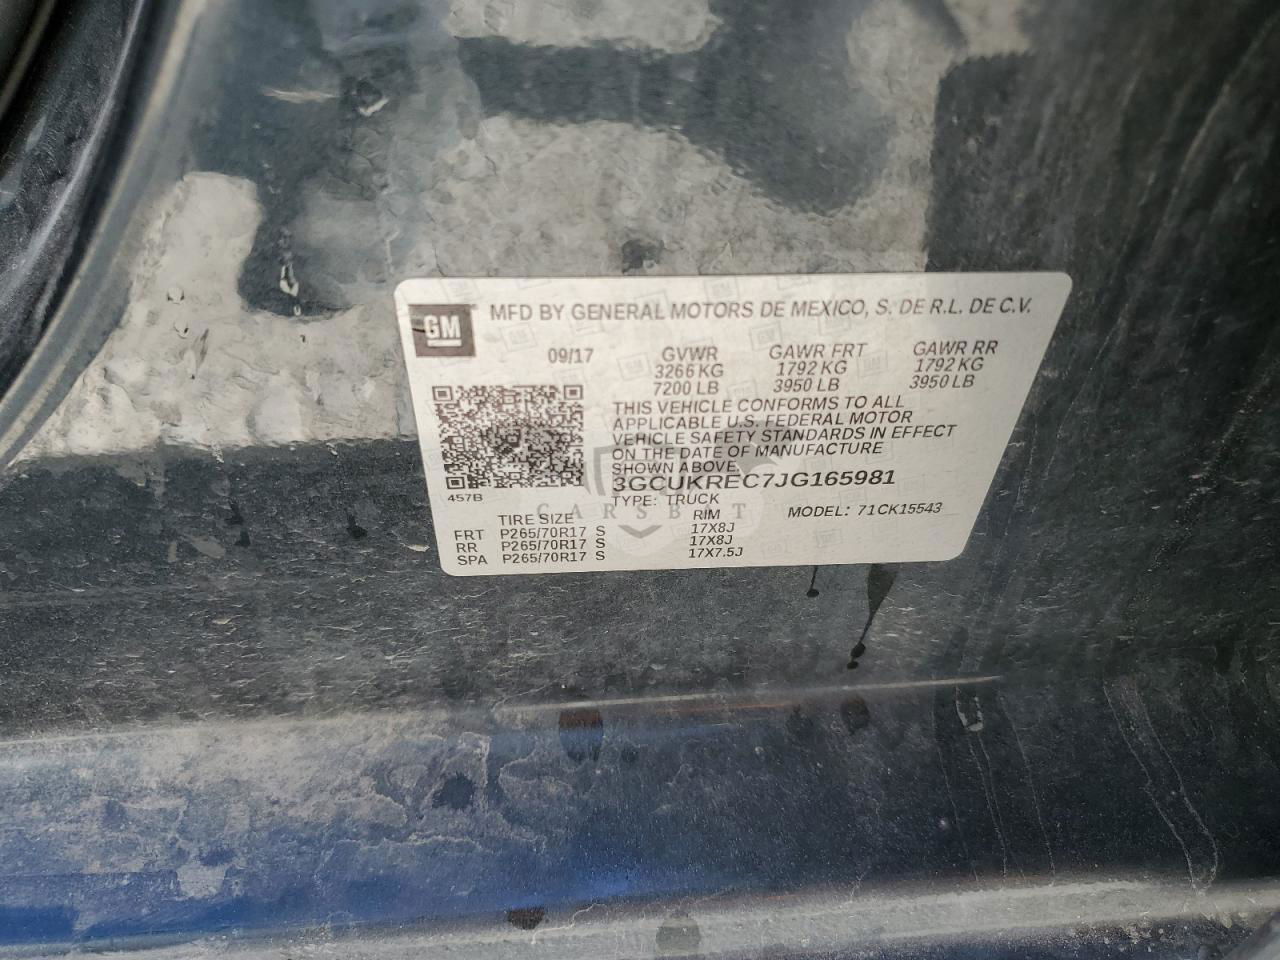 GM MFD BY GENERAL MOTORS DE MEXICO, S. DE R.L. DE C.V.
09/17 GVWR GAWR FRT GAWR RR
3266 KG 1792 KG 1792 KG
7200 LB 3950 LB 3950 LB
THIS VEHICLE CONFORMS TO ALL
APPLICABLE U.S. FEDERAL MOTOR
VEHICLE SAFETY STANDARDS IN EFFECT
ON THE DATE OF MANUFACTURE
SHOWN ABOVE.
3GCUKREC7JG165981
457B TYPE: TRUCK
CARSBIT
MODEL: 71CK15543
TIRE SIZE RIM
FRT P265/70R17 S 17X8J
RR P265/70R17 S 17X8J
SPA P265/70R17 S 17X7.5J